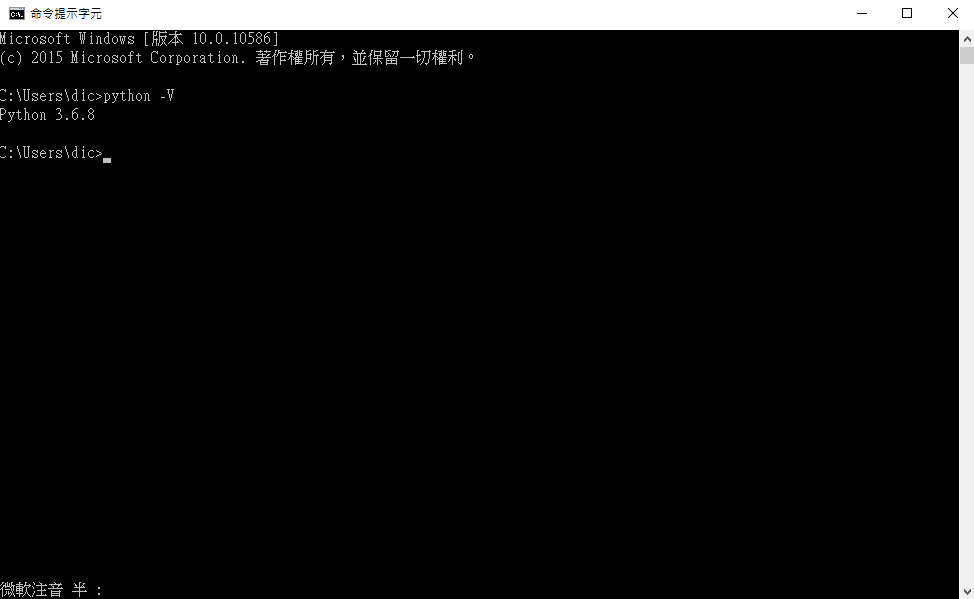 命令提示字元
Microsoft Windows [版本 10.0.10586]
(c) 2015 Microsoft Corporation. 著作權所有，並保留一切權利。
C:\Users\dic>python -V
Python 3.6.8
C:\Users\dic>
微軟注音 半 :